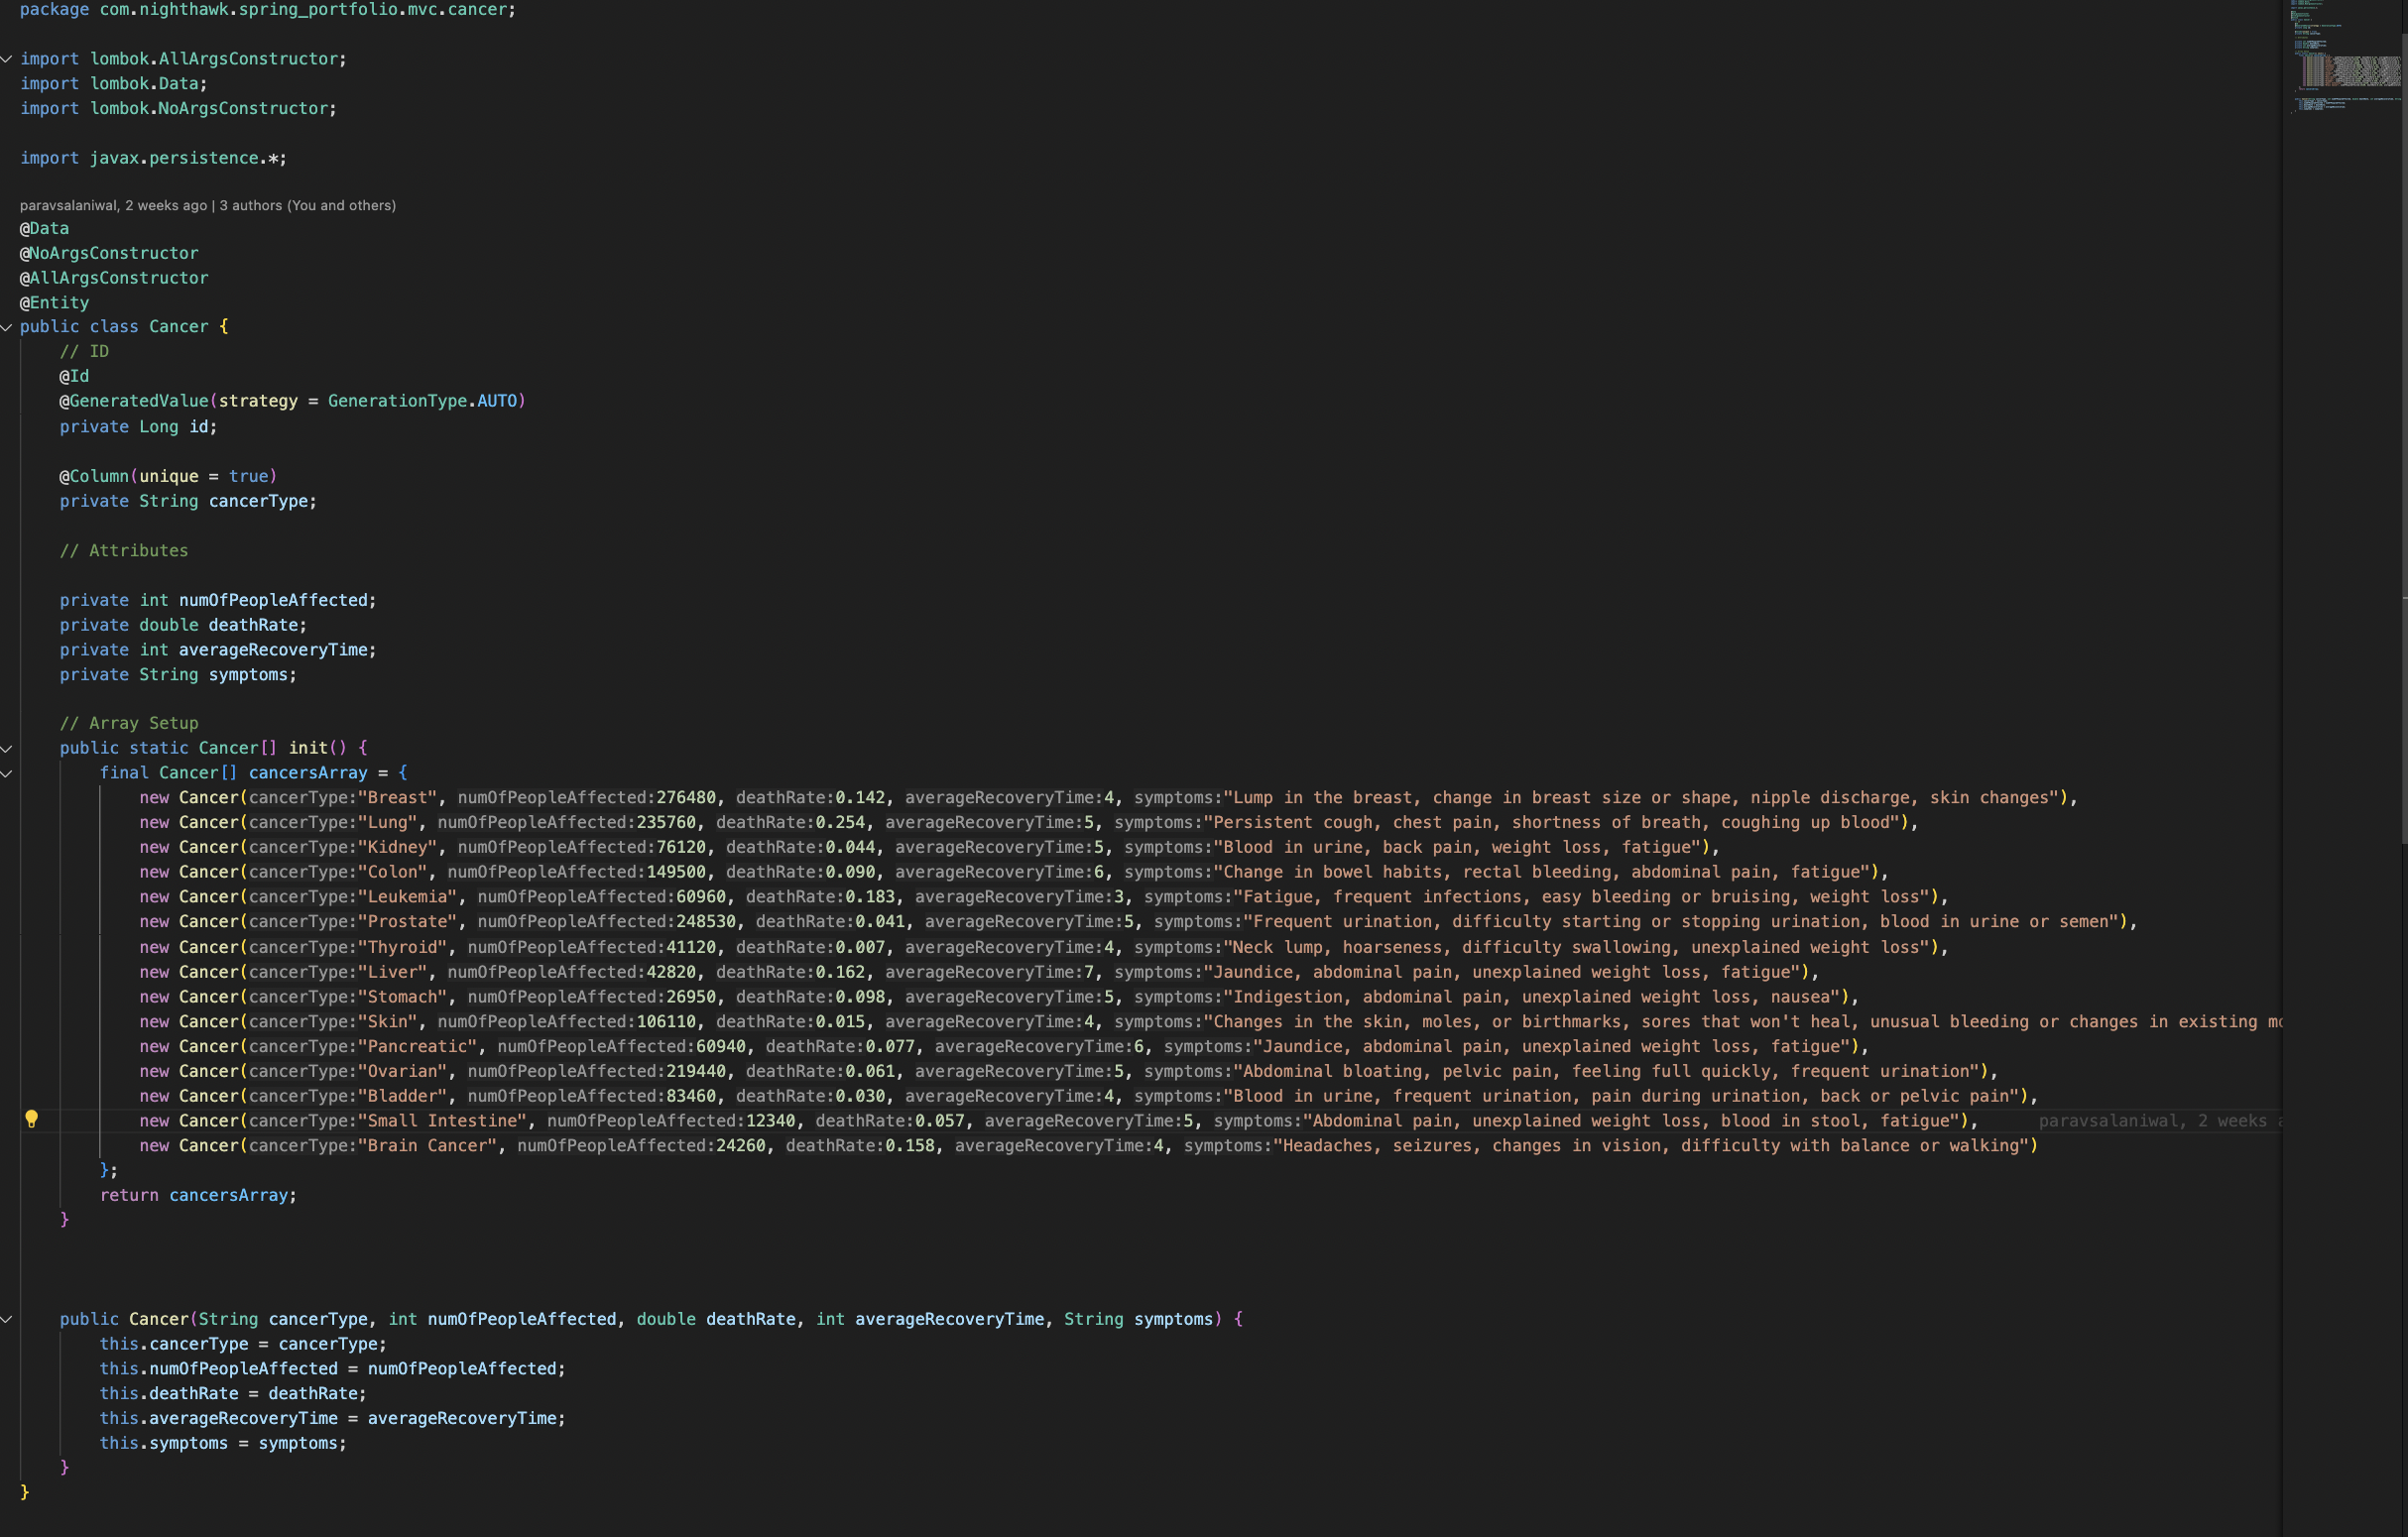 package com.nighthawk.spring_portfolio.mvc.cancer;
import lombok.AllArgsConstructor;
import lombok.Data;
import lombok.NoArgsConstructor;
import javax.persistence.*;
paravsalaniwal, 2 weeks ago | 3 authors (You and others)
@Data
@NoArgsConstructor
@AllArgsConstructor
@Entity
public class Cancer {
// ID
@Id
@GeneratedValue(strategy = GenerationType.AUTO)
private Long id;
@Column(unique = true)
private String cancerType;
// Attributes
private int numOfPeopleAffected;
private double deathRate;
private int averageRecoveryTime;
private String symptoms;
// Array Setup
public static Cancer[] init() {
final Cancer[] cancersArray = {
new Cancer(cancerType:"Breast", numOfPeopleAffected:276480, deathRate:0.142, averageRecoveryTime:4, symptoms:"Lump in the breast, change in breast size or shape, nipple discharge, skin changes"),
new Cancer(cancerType:"Lung", numOfPeopleAffected:235760, deathRate:0.254, averageRecoveryTime:5, symptoms:"Persistent cough, chest pain, shortness of breath, coughing up blood"),
new Cancer(cancerType:"Kidney", numOfPeopleAffected:76120, deathRate:0.044, averageRecoveryTime:5, symptoms:"Blood in urine, back pain, weight loss, fatigue"),
new Cancer(cancerType:"Colon", numOfPeopleAffected:149500, deathRate:0.090, averageRecoveryTime:6, symptoms:"Change in bowel habits, rectal bleeding, abdominal pain, fatigue"),
new Cancer(cancerType:"Leukemia", numOfPeopleAffected:60960, deathRate:0.183, averageRecoveryTime:3, symptoms:"Fatigue, frequent infections, easy bleeding or bruising, weight loss"),
new Cancer(cancerType:"Prostate", numOfPeopleAffected:248530, deathRate:0.041, averageRecoveryTime:5, symptoms:"Frequent urination, difficulty starting or stopping urination, blood in urine or semen"),
new Cancer(cancerType:"Thyroid", numOfPeopleAffected:41120, deathRate:0.007, averageRecoveryTime:4, symptoms:"Neck lump, hoarseness, difficulty swallowing, unexplained weight loss"),
new Cancer(cancerType:"Liver", numOfPeopleAffected:42820, deathRate:0.162, averageRecoveryTime:7, symptoms:"Jaundice, abdominal pain, unexplained weight loss, fatigue"),
new Cancer(cancerType:"Stomach", numOfPeopleAffected:26950, deathRate:0.098, averageRecoveryTime:5, symptoms:"Indigestion, abdominal pain, unexplained weight loss, nausea"),
new Cancer(cancerType:"Skin", numOfPeopleAffected:106110, deathRate:0.015, averageRecoveryTime:4, symptoms:"Changes in the skin, moles, or birthmarks, sores that won't heal, unusual bleeding or changes in existing
new Cancer(cancerType:"Pancreatic", numOfPeopleAffected:60940, deathRate:0.077, averageRecoveryTime:6, symptoms:"Jaundice, abdominal pain, unexplained weight loss, fatigue"),
new Cancer(cancerType:"Ovarian", numOfPeopleAffected:219440, deathRate:0.061, averageRecoveryTime:5, symptoms:"Abdominal bloating, pelvic pain, feeling full quickly, frequent urination"),
new Cancer(cancerType:"Bladder", numOfPeopleAffected:83460, deathRate:0.030, averageRecoveryTime:4, symptoms:"Blood in urine, frequent urination, pain during urination, back or pelvic pain"),
new Cancer(cancerType:"Small Intestine", numOfPeopleAffected:12340, deathRate:0.057, averageRecoveryTime:5, symptoms:"Abdominal pain, unexplained weight loss, blood in stool, fatigue"), paravsalaniwal, 2 weeks
new Cancer(cancerType:"Brain Cancer", numOfPeopleAffected:24260, deathRate:0.158, averageRecoveryTime:4, symptoms:"Headaches, seizures, changes in vision, difficulty with balance or walking")
};
return cancersArray;
}
public Cancer(String cancerType, int numOfPeopleAffected, double deathRate, int averageRecoveryTime, String symptoms) {
this.cancerType = cancerType;
this.numOfPeopleAffected = numOfPeopleAffected;
this.deathRate = deathRate;
this.averageRecoveryTime = averageRecoveryTime;
this.symptoms = symptoms;
}
}